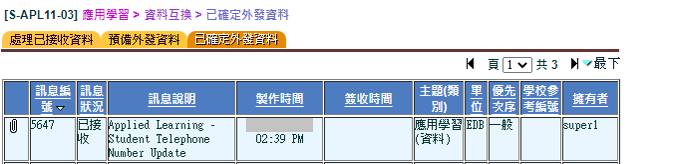 [S-APL11-03] 應用學習 > 資料互換 > 已確定外發資料
處理已接收資料 預備外發資料 已確定外發資料
頁 1 共 3 最下
訊息編號 訊息狀況 訊息說明 製作時間 簽收時間 主題(類別) 單位 優先次序 學校參考編號 擁有者
5647 已接收 Applied Learning - Student Telephone Number Update 02:39 PM 應用學習(資料) EDB 一般 super1